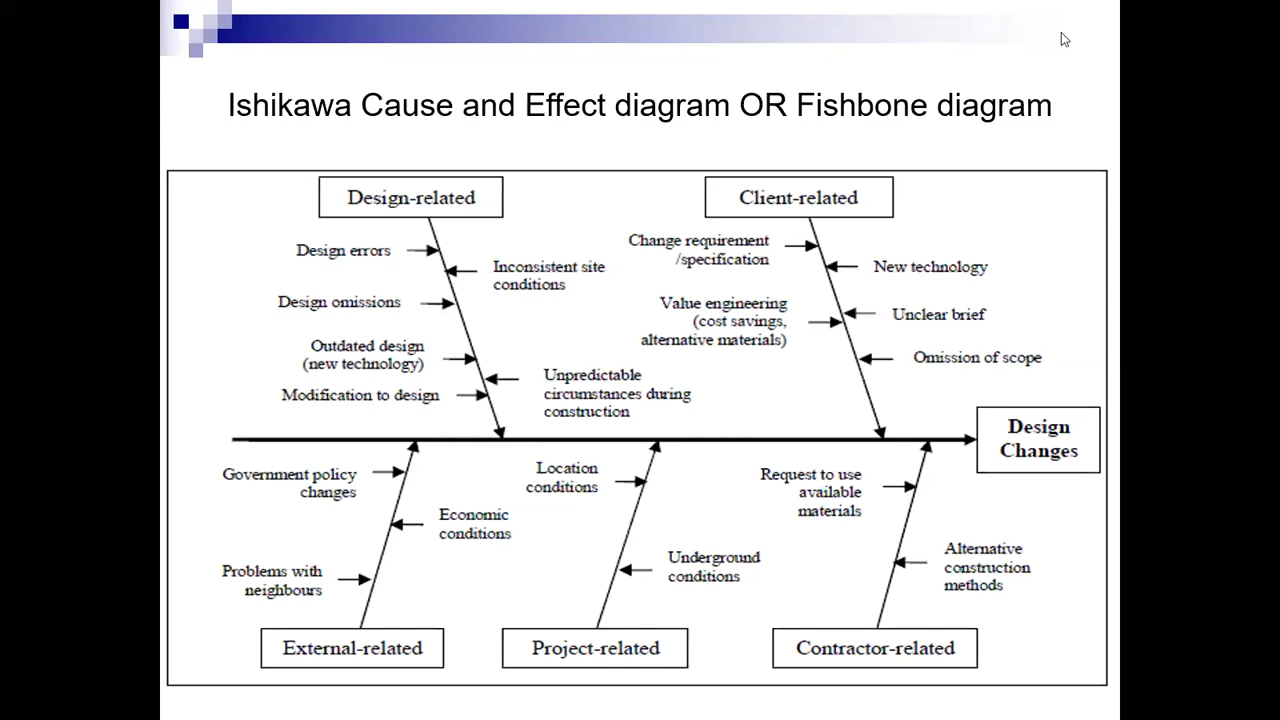 Ishikawa Cause and Effect diagram OR Fishbone diagram
Design-related
Client-related
Design errors
Inconsistent site
conditions
Design omissions
Outdated design
(new technology)
Unpredictable
circumstances during
construction
Modification to design
Change requirement
/specification
New technology
Value engineering
(cost savings,
alternative materials)
Unclear brief
Omission of scope
Design
Changes
Government policy
changes
Economic
conditions
Problems with
neighbours
Location
conditions
Underground
conditions
Request to use
available
materials
Alternative
construction
methods
External-related
Project-related
Contractor-related